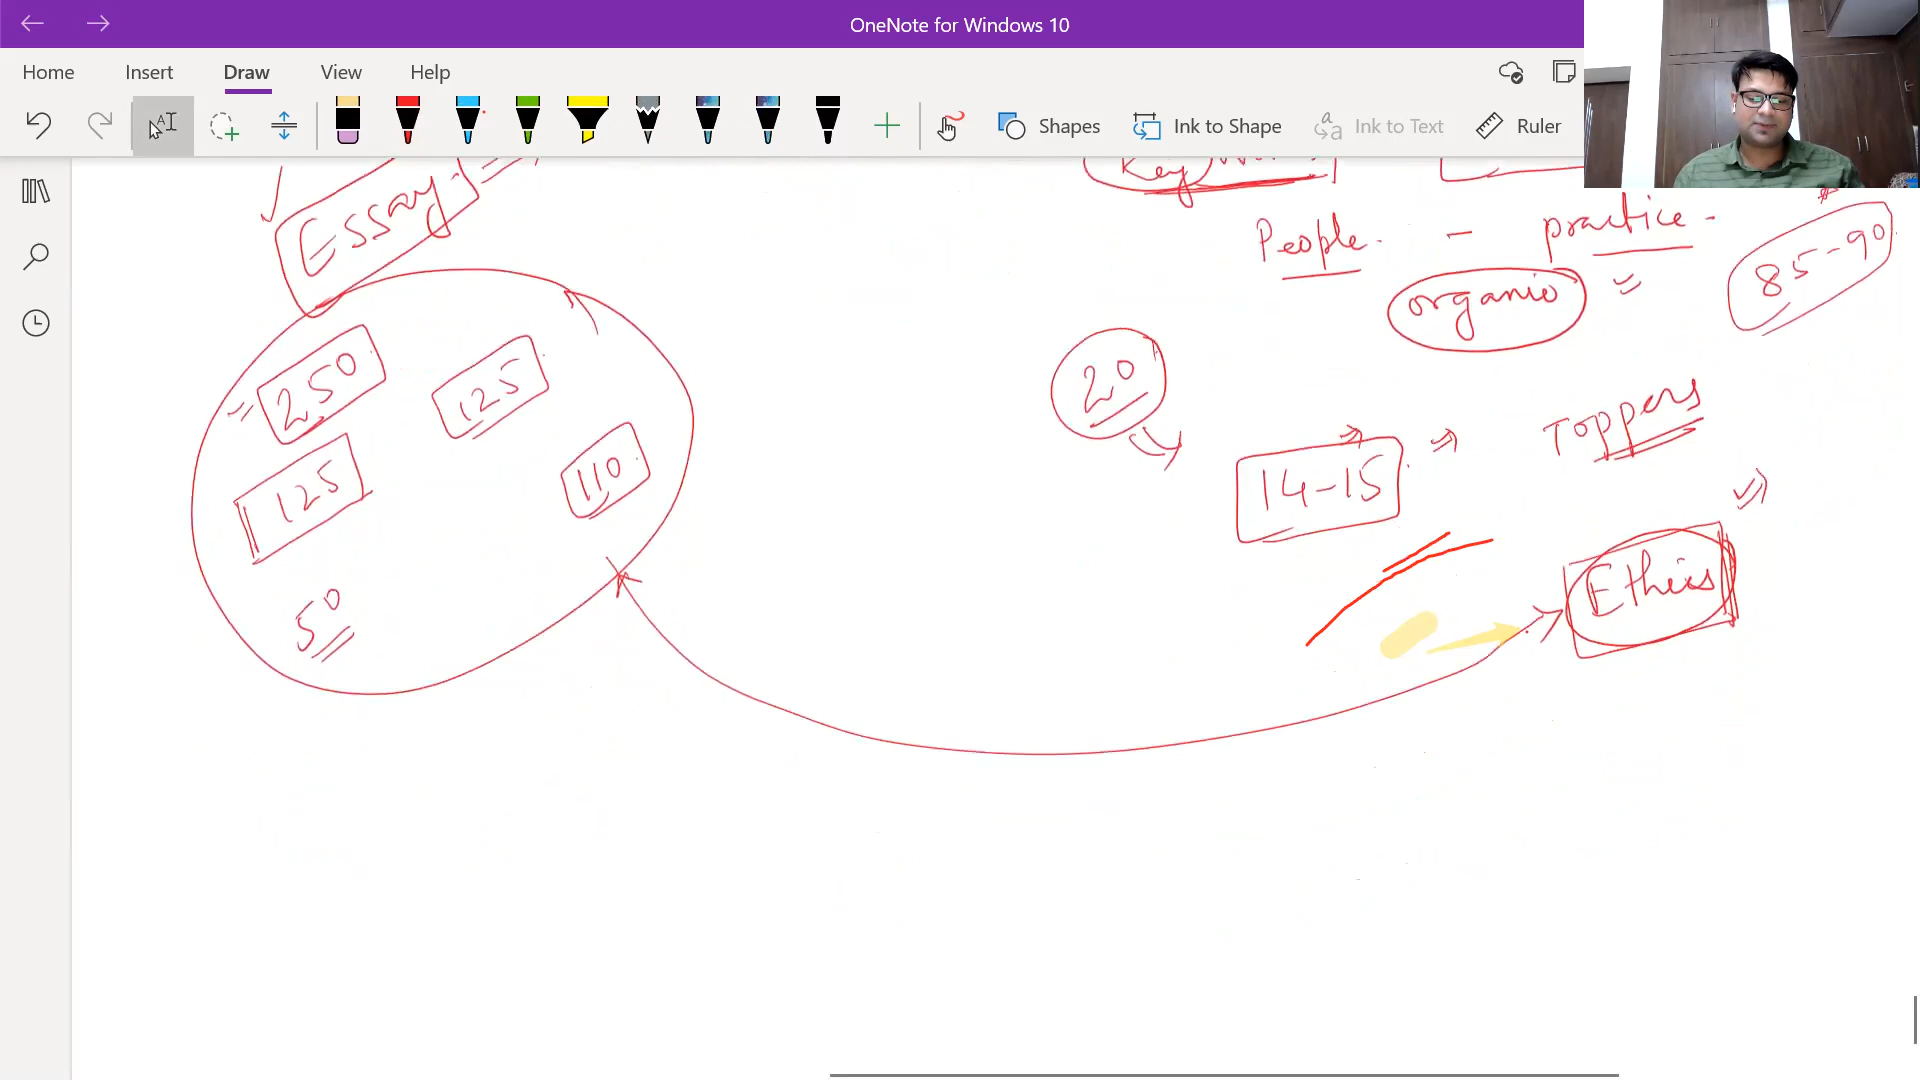 OneNote for Windows 10
Home Insert Draw View Help
Shapes Ink to Shape Ink to Text Ruler
Essay
Key
People - practice -
organic
85-90
250
125
20
Toppers
125
110
14-15
50
Ethics